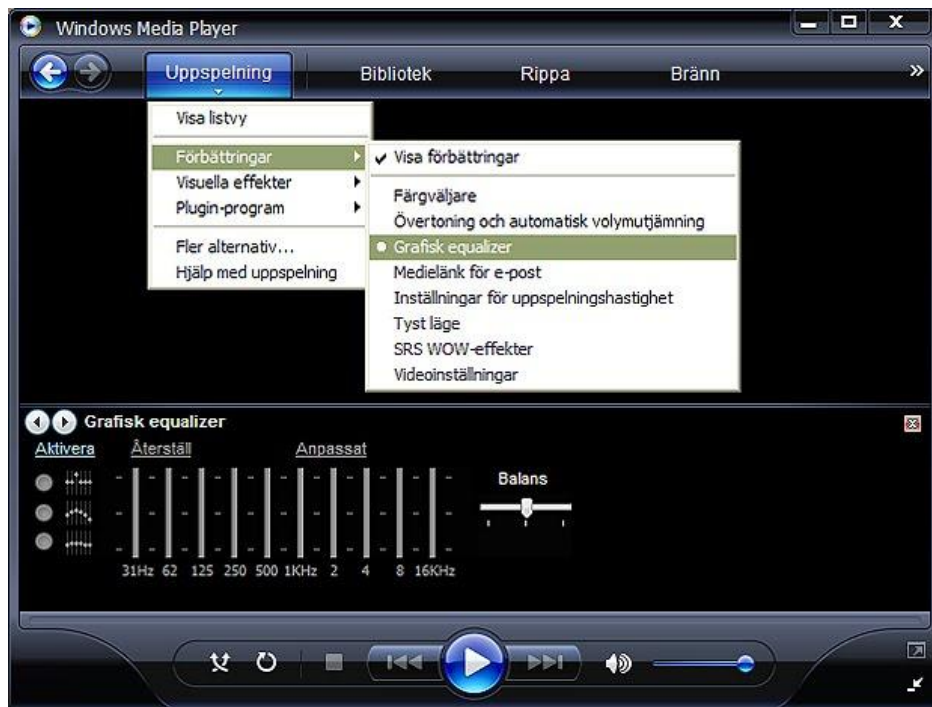 Windows Media Player
Uppspelning Bibliotek Rippa Bränn
Visa listvy
Förbättringar
Visuella effekter
Plugin-program
Fler alternativ...
Hjälp med uppspelning
Visa förbättringar
Färgväljare
Övertoning och automatisk volymutjämning
Grafisk equalizer
Medielänk för e-post
Inställningar för uppspelningshastighet
Tyst läge
SRS WOW-effekter
Videoinställningar
Grafisk equalizer
Aktivera Återställ Anpassat
Balans
31Hz 62 125 250 500 1KHz 2 4 8 16KHz